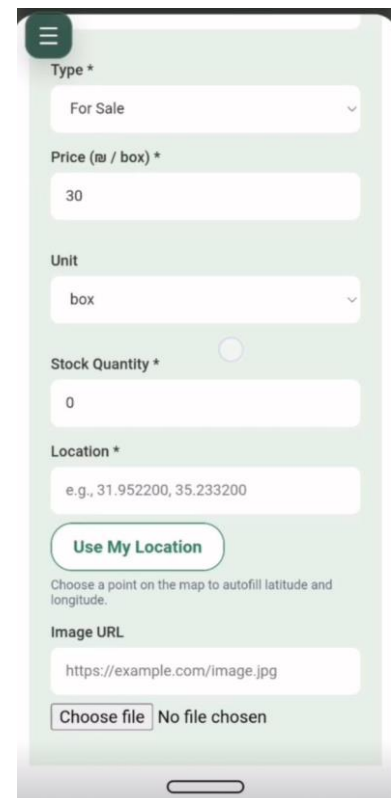 Type *
For Sale
Price (₪ / box) *
30
Unit
box
Stock Quantity *
0
Location *
e.g., 31.952200, 35.233200
Use My Location
Choose a point on the map to autofill latitude and
longitude.
Image URL
https://example.com/image.jpg
Choose file No file chosen